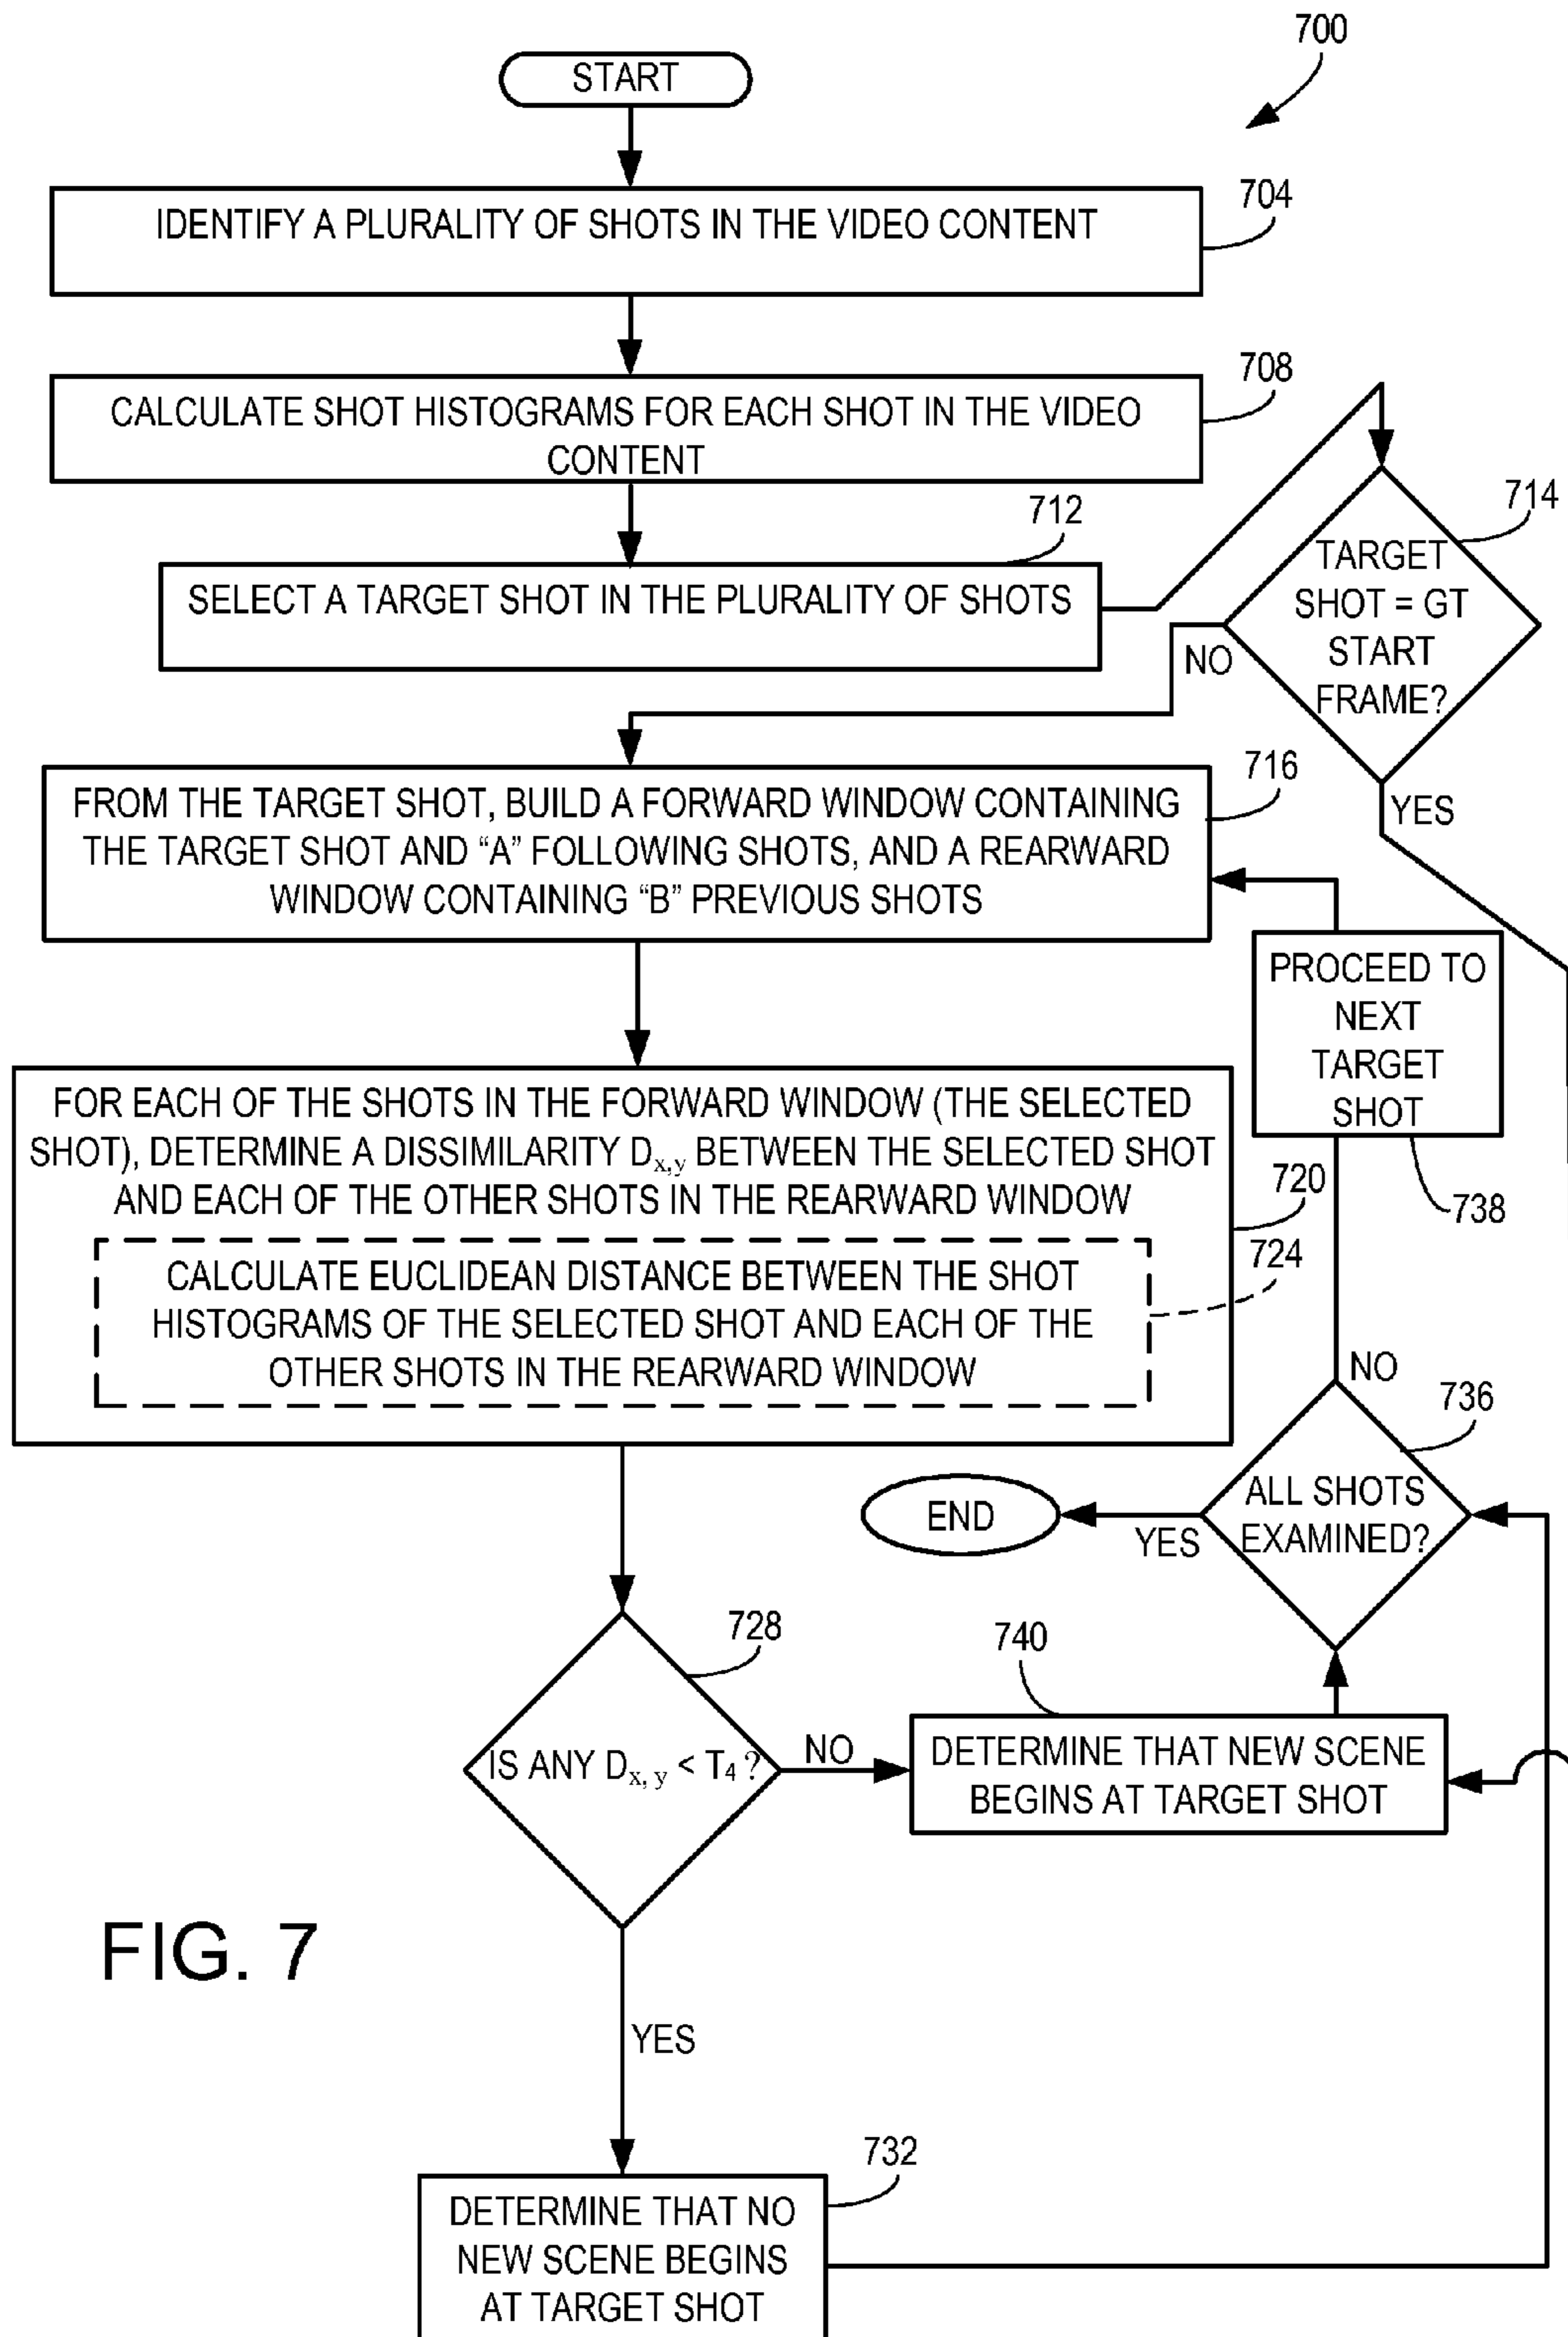 700
START
704
IDENTIFY A PLURALITY OF SHOTS IN THE VIDEO CONTENT
708
CALCULATE SHOT HISTOGRAMS FOR EACH SHOT IN THE VIDEO
CONTENT
712
SELECT A TARGET SHOT IN THE PLURALITY OF SHOTS
714
TARGET
SHOT = GT
START
FRAME?
NO
YES
716
FROM THE TARGET SHOT, BUILD A FORWARD WINDOW CONTAINING
THE TARGET SHOT AND “A” FOLLOWING SHOTS, AND A REARWARD
WINDOW CONTAINING “B” PREVIOUS SHOTS
PROCEED TO
NEXT
TARGET
SHOT
738
FOR EACH OF THE SHOTS IN THE FORWARD WINDOW (THE SELECTED
SHOT), DETERMINE A DISSIMILARITY Dx,y BETWEEN THE SELECTED SHOT
AND EACH OF THE OTHER SHOTS IN THE REARWARD WINDOW
720
724
CALCULATE EUCLIDEAN DISTANCE BETWEEN THE SHOT
HISTOGRAMS OF THE SELECTED SHOT AND EACH OF THE
OTHER SHOTS IN THE REARWARD WINDOW
NO
736
ALL SHOTS
EXAMINED?
YES
END
728
IS ANY Dx, y < T4 ?
NO
740
DETERMINE THAT NEW SCENE
BEGINS AT TARGET SHOT
YES
732
DETERMINE THAT NO
NEW SCENE BEGINS
AT TARGET SHOT
FIG. 7